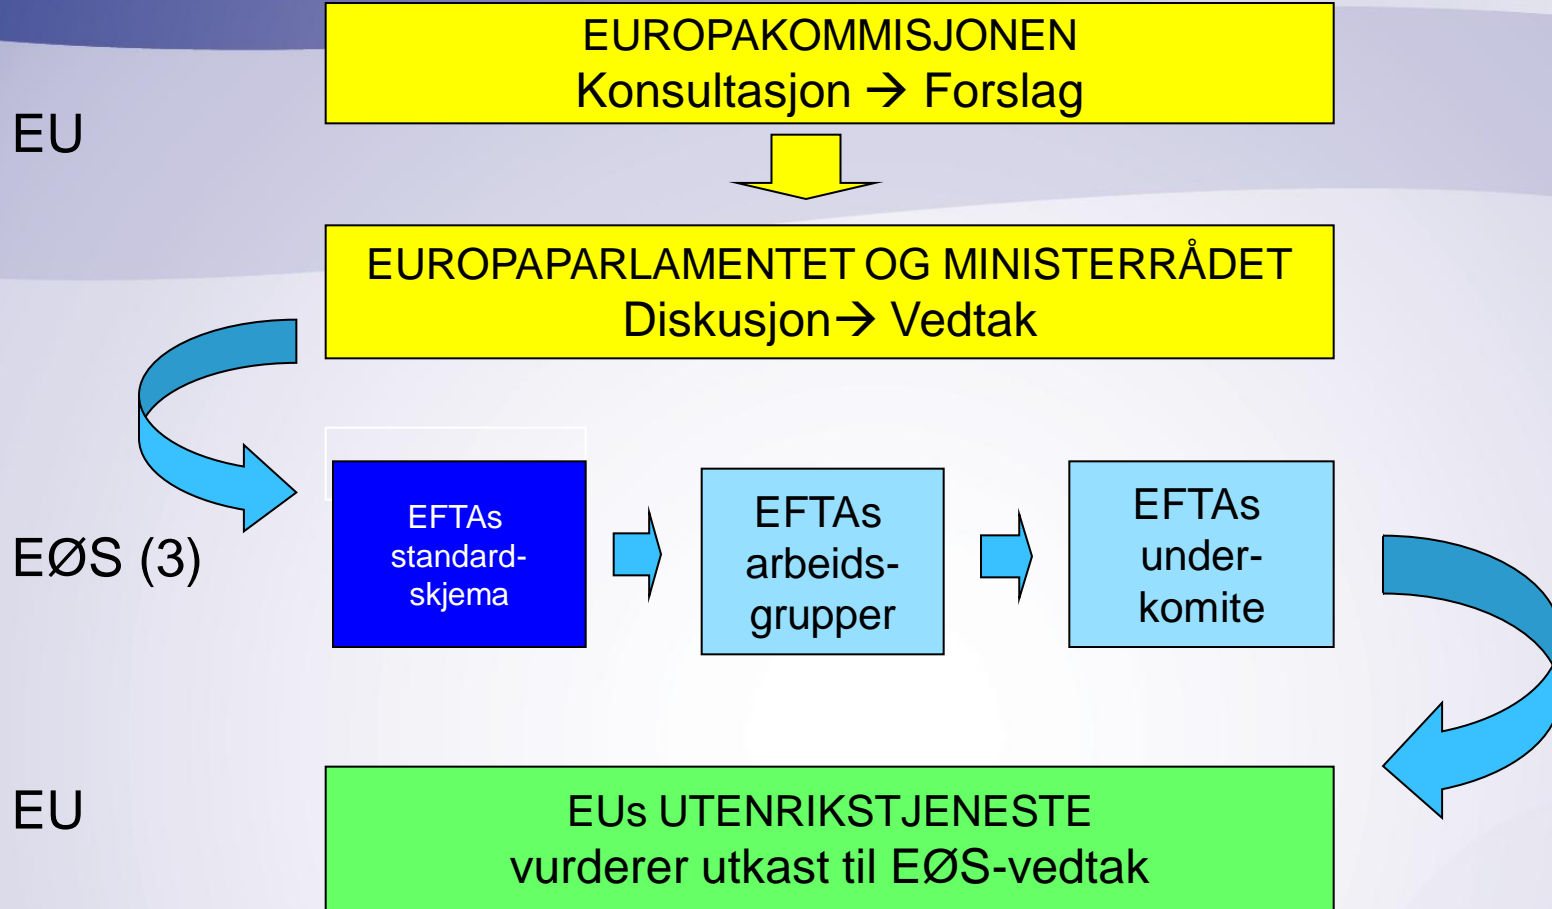 EUROPAKOMMISJONEN
Konsultasjon → Forslag
EU
EUROPAPARLAMENTET OG MINISTERRÅDET
Diskusjon→ Vedtak
EØS (3)
EFTAs
standard-
skjema
EFTAs
arbeids-
grupper
EFTAs
under-
komite
EU
EUs UTENRIKSTJENESTE
vurderer utkast til EØS-vedtak